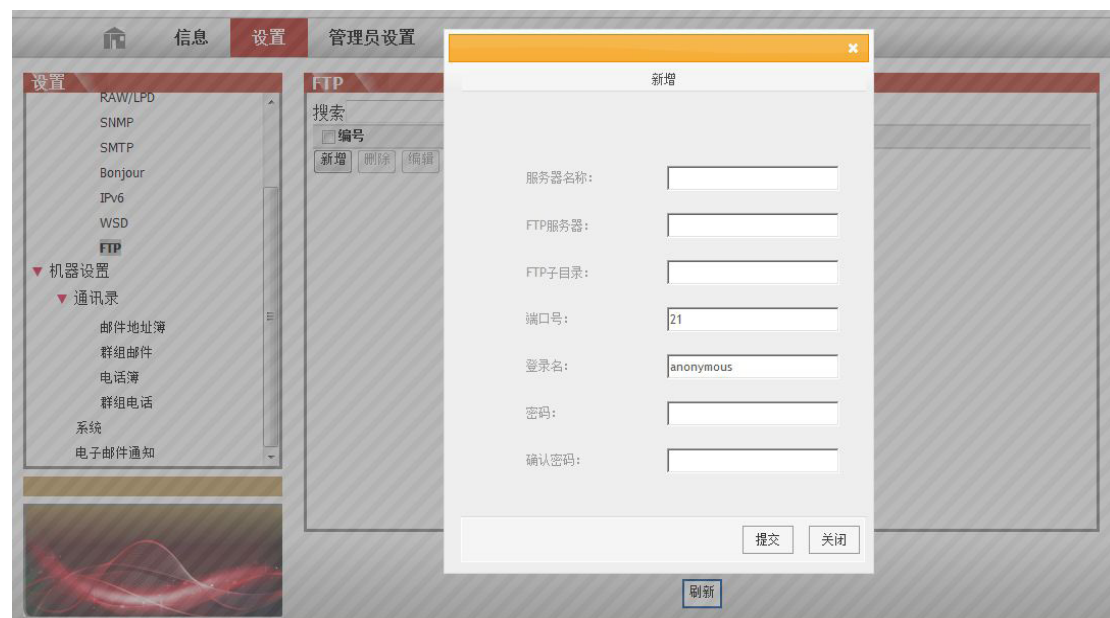 信息 设置 管理员设置
设置
RAW/LPD
SNMP
SMTP
Bonjour
IPv6
WSD
FTP
机器设置
通讯录
邮件地址簿
群组邮件
电话簿
群组电话
系统
电子邮件通知
FTP
搜索
编号
新增 删除 编辑
新增
服务器名称:
FTP服务器:
FTP子目录:
端口号: 21
登录名: anonymous
密码:
确认密码:
提交 关闭
刷新